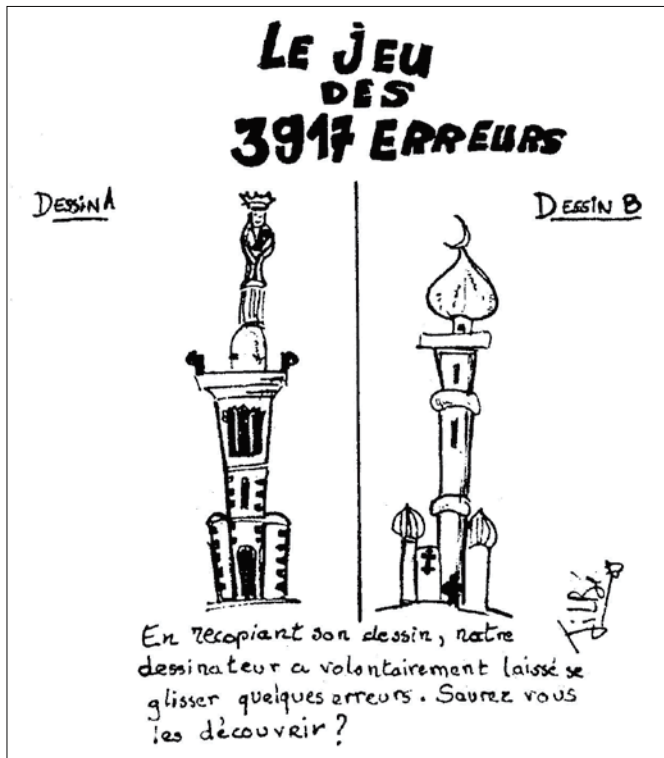 LE JEU
DES
3917 ERREURS
DESSIN A
DESSIN B
En recopiant son dessin, notre
dessinateur a volontairement laissé se
glisser quelques erreurs. Saurez vous
les découvrir ?